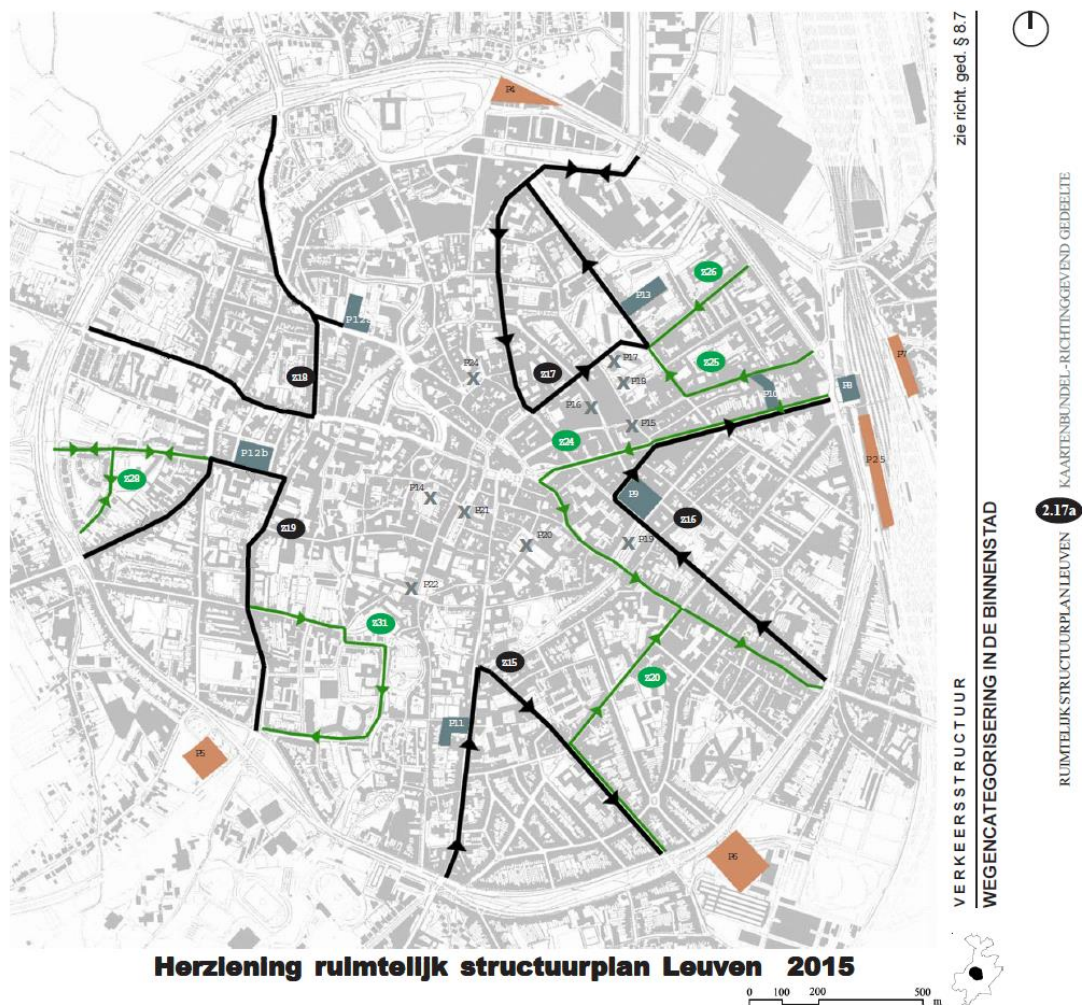 P4
z26
P13
P12a
P17
z25
P7
P24
z17
P18
z18
P10
P8
P16
P15
z24
P25
P12b
z28
P14
P9
P21
z16
z19
P20
P19
P22
z31
z15
z20
P11
P5
P6
Herziening ruimtelijk structuurplan Leuven 2015
0 100 200 500
m
VERKEERSSTRUCTUUR
zie richt. ged. § 8.7
WEGENCATEGORISERING IN DE BINNENSTAD
RUIMTELIJK STRUCTUURPLAN LEUVEN 2.17a KAARTENBUNDEL - RICHTINGGEVEND GEDEELTE